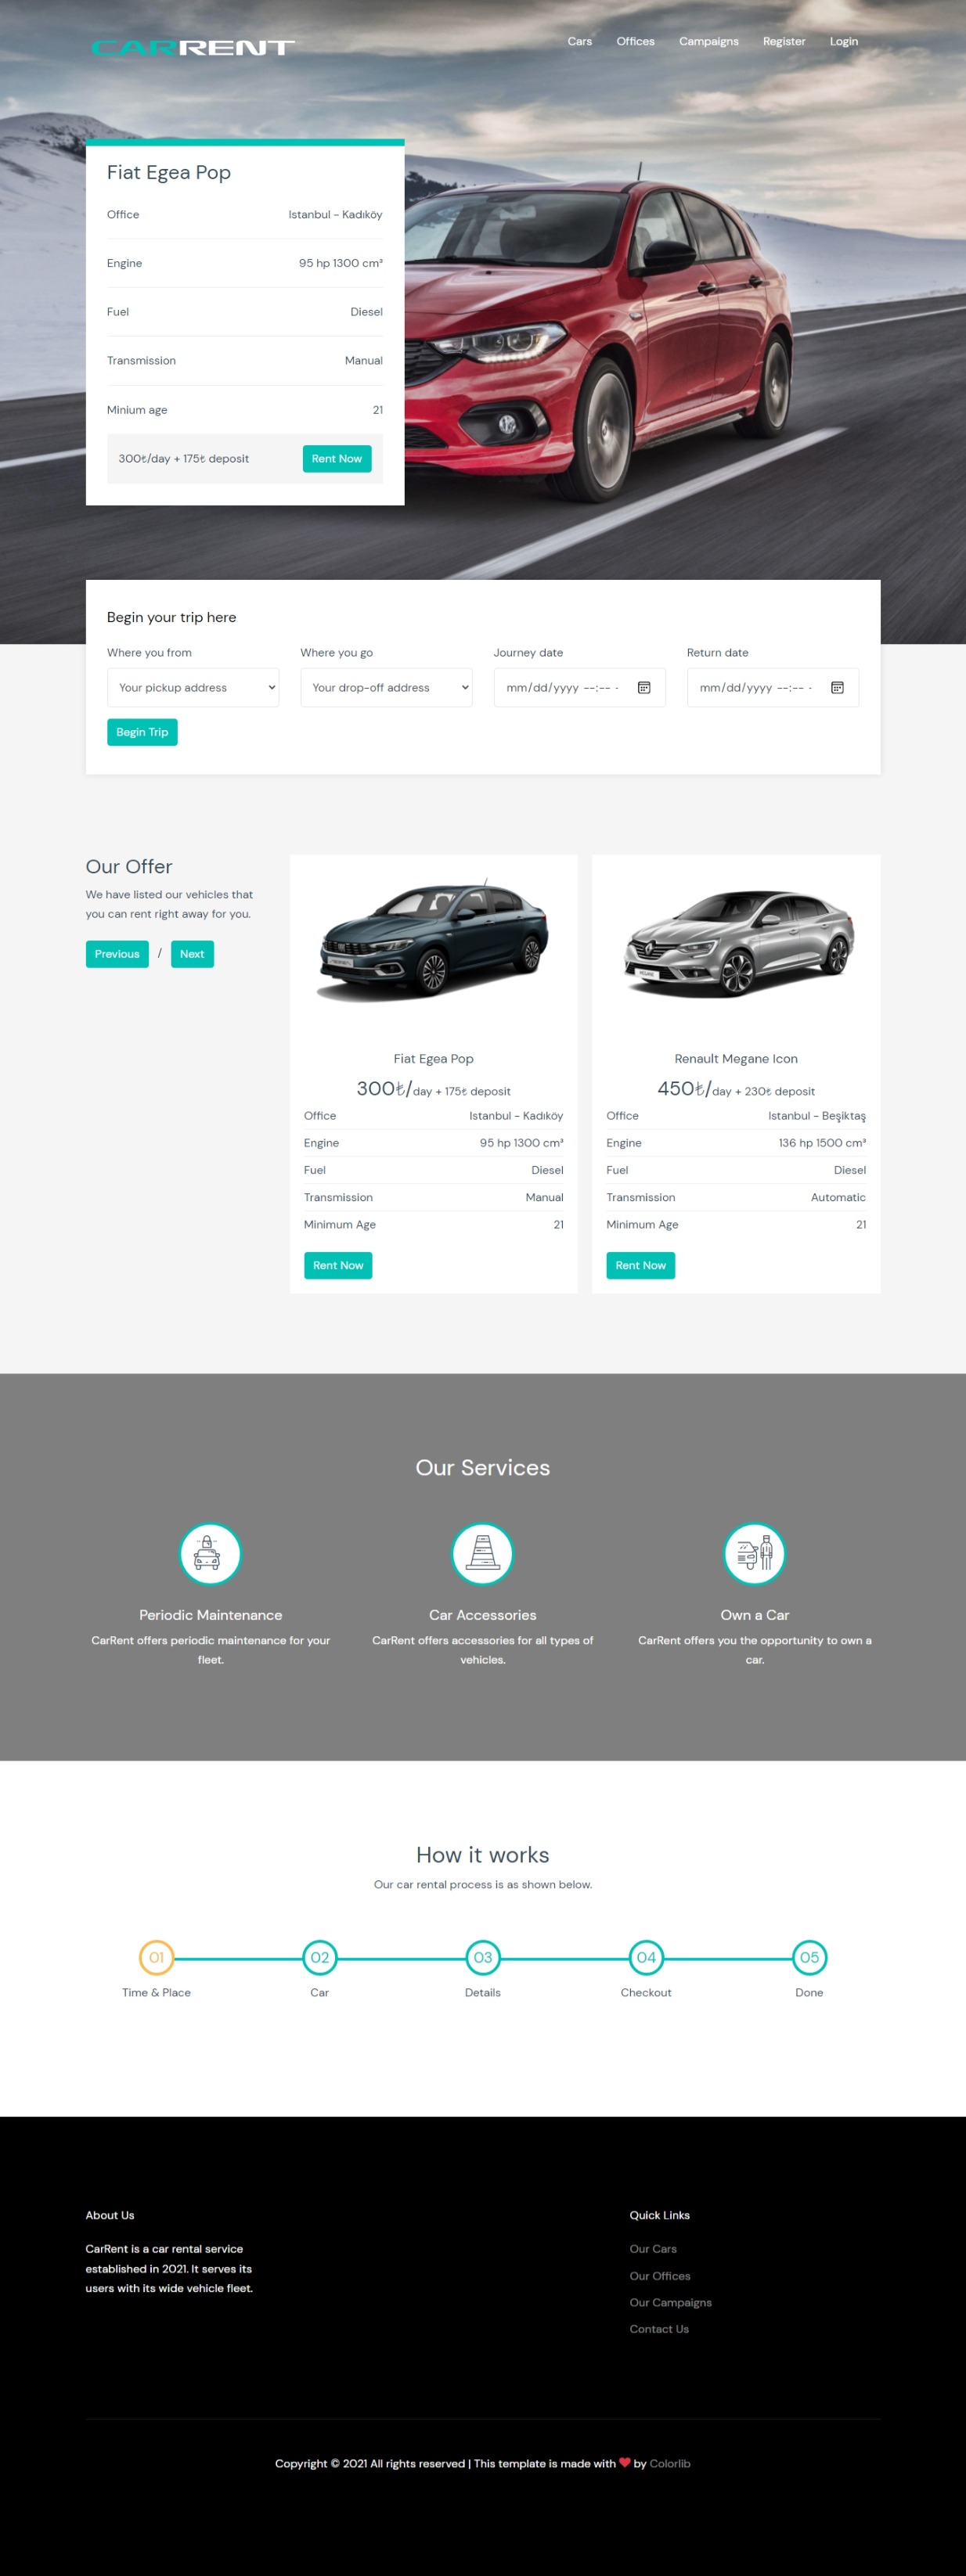 CARRENT
Cars Offices Campaigns Register Login
Fiat Egea Pop
Office Istanbul - Kadıköy
Engine 95 hp 1300 cm³
Fuel Diesel
Transmission Manual
Minium age 21
300₺/day + 175₺ deposit Rent Now
Begin your trip here
Where you from Where you go Journey date Return date
Your pickup address Your drop-off address mm/dd/yyyy --:-- - mm/dd/yyyy --:-- -
Begin Trip
Our Offer
We have listed our vehicles that
you can rent right away for you.
Previous / Next
Fiat Egea Pop
300₺/day + 175₺ deposit
Office Istanbul - Kadıköy
Engine 95 hp 1300 cm³
Fuel Diesel
Transmission Manual
Minimum Age 21
Rent Now
MEGANE
Renault Megane Icon
450₺/day + 230₺ deposit
Office Istanbul - Beşiktaş
Engine 136 hp 1500 cm³
Fuel Diesel
Transmission Automatic
Minimum Age 21
Rent Now
Our Services
Periodic Maintenance
CarRent offers periodic maintenance for your
fleet.
Car Accessories
CarRent offers accessories for all types of
vehicles.
Own a Car
CarRent offers you the opportunity to own a
car.
How it works
Our car rental process is as shown below.
01 02 03 04 05
Time & Place Car Details Checkout Done
About Us
CarRent is a car rental service
established in 2021. It serves its
users with its wide vehicle fleet.
Quick Links
Our Cars
Our Offices
Our Campaigns
Contact Us
Copyright © 2021 All rights reserved | This template is made with ❤ by Colorlib